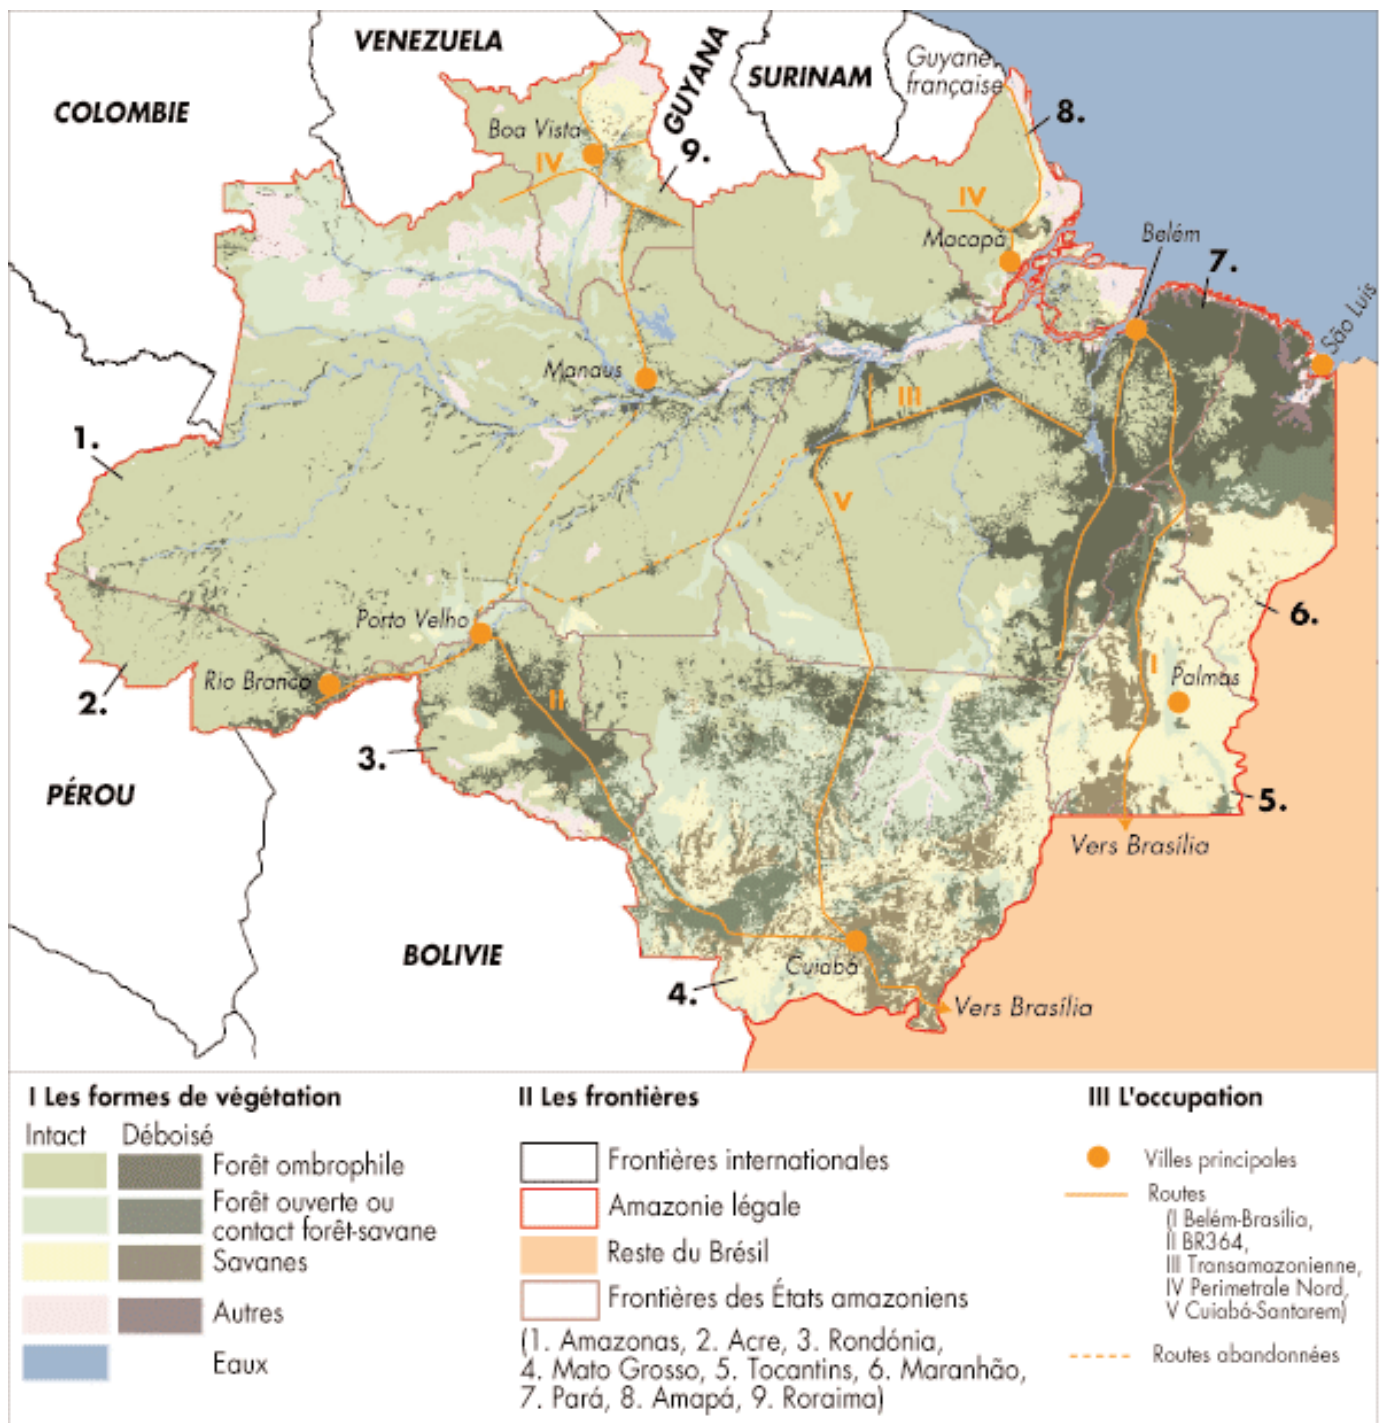 VENEZUELA
COLOMBIE
GUYANA
SURINAM
Guyane
française
8.
Boa Vista
9.
IV
IV
Macapá
Belém
7.
São Luis
Manaus
III
1.
V
6.
Porto Velho
Rio Branco
2.
II
I
Palmas
3.
PÉROU
5.
Vers Brasília
BOLIVIE
Cuiabá
4.
Vers Brasília
I Les formes de végétation
Intact
Déboisé
Forêt ombrophile
Forêt ouverte ou
contact forêt-savane
Savanes
Autres
Eaux
II Les frontières
Frontières internationales
Amazonie légale
Reste du Brésil
Frontières des États amazoniens
(1. Amazonas, 2. Acre, 3. Rondónia,
4. Mato Grosso, 5. Tocantins, 6. Maranhão,
7. Pará, 8. Amapá, 9. Roraima)
III L'occupation
Villes principales
Routes
(I Belém-Brasília,
II BR364,
III Transamazonienne,
IV Perimetrale Nord,
V Cuiabá-Santarem)
Routes abandonnées